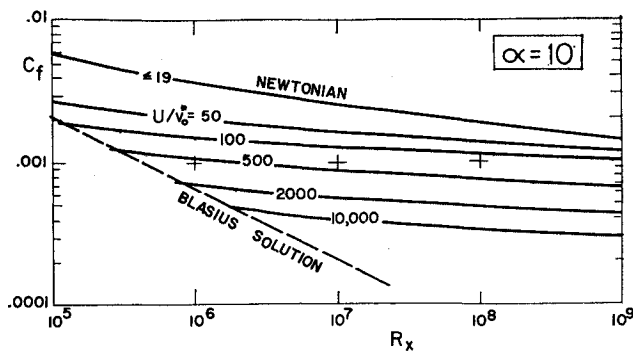 .01
α=10
C_f
≤19
NEWTONIAN
U/v₀*= 50
100
.001
500
2000
BLASIUS SOLUTION
10,000
.0001
10⁵
10⁶
10⁷
10⁸
10⁹
Rₓ